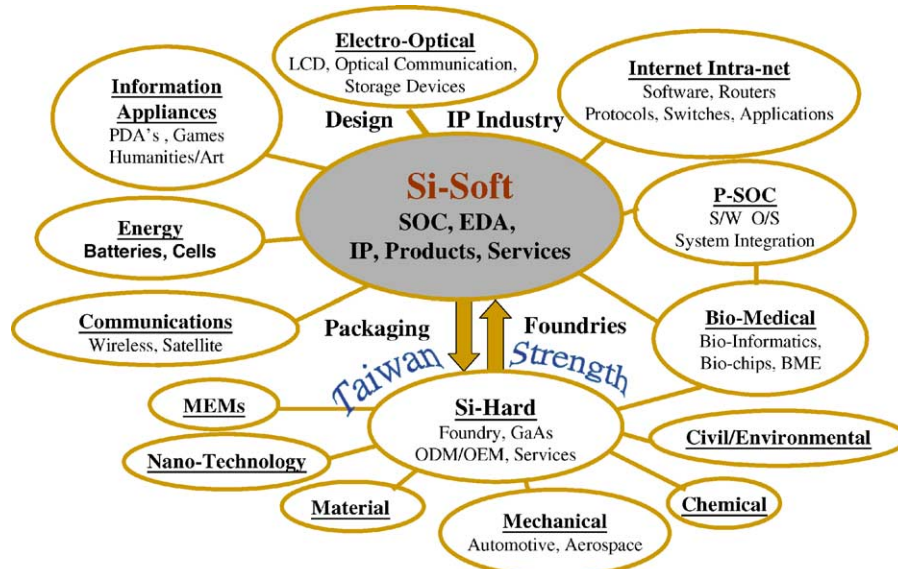 Electro-Optical
LCD, Optical Communication,
Storage Devices
Information
Appliances
PDA's , Games
Humanities/Art
Internet Intra-net
Software, Routers
Protocols, Switches, Applications
Design
IP Industry
Si-Soft
SOC, EDA,
IP, Products, Services
P-SOC
S/W O/S
System Integration
Energy
Batteries, Cells
Communications
Wireless, Satellite
Packaging
Foundries
Bio-Medical
Bio-Informatics,
Bio-chips, BME
Taiwan Strength
MEMs
Si-Hard
Foundry, GaAs
ODM/OEM, Services
Civil/Environmental
Nano-Technology
Material
Mechanical
Automotive, Aerospace
Chemical